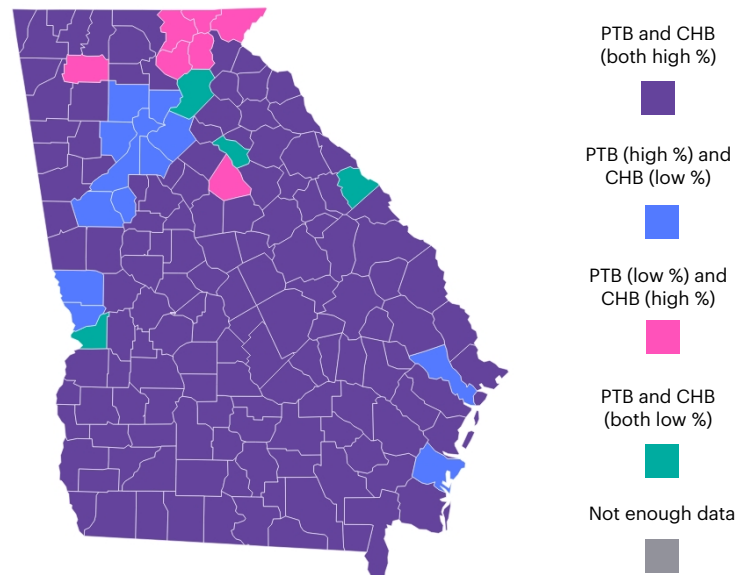 PTB and CHB
(both high %)
PTB (high %) and
CHB (low %)
PTB (low %) and
CHB (high %)
PTB and CHB
(both low %)
Not enough data